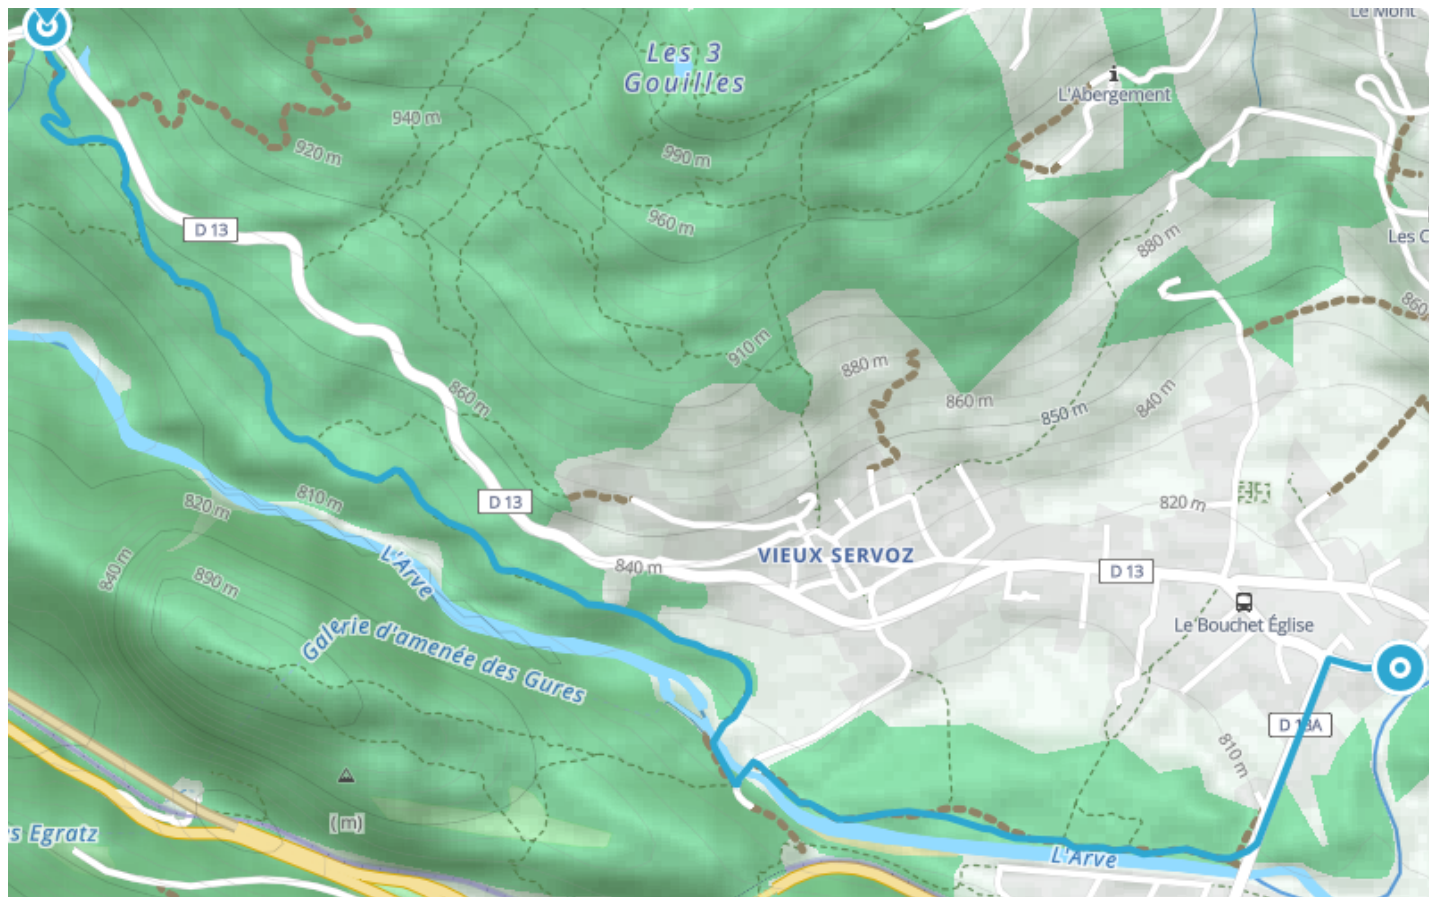 Le Mont
Les 3
Gouilles
L'Abergement
940 m
920 m
990 m
960 m
D 13
880 m
Les C
860
910 m
880 m
860 m
860 m
850 m
840 m
D 13
820 m
810 m
820 m
840 m
890 m
L'Arve
840 m
VIEUX SERVOZ
D 13
Le Bouchet Église
Galerie d'amenée des Gures
D 13A
810 m
(m)
s Egratz
L'Arve